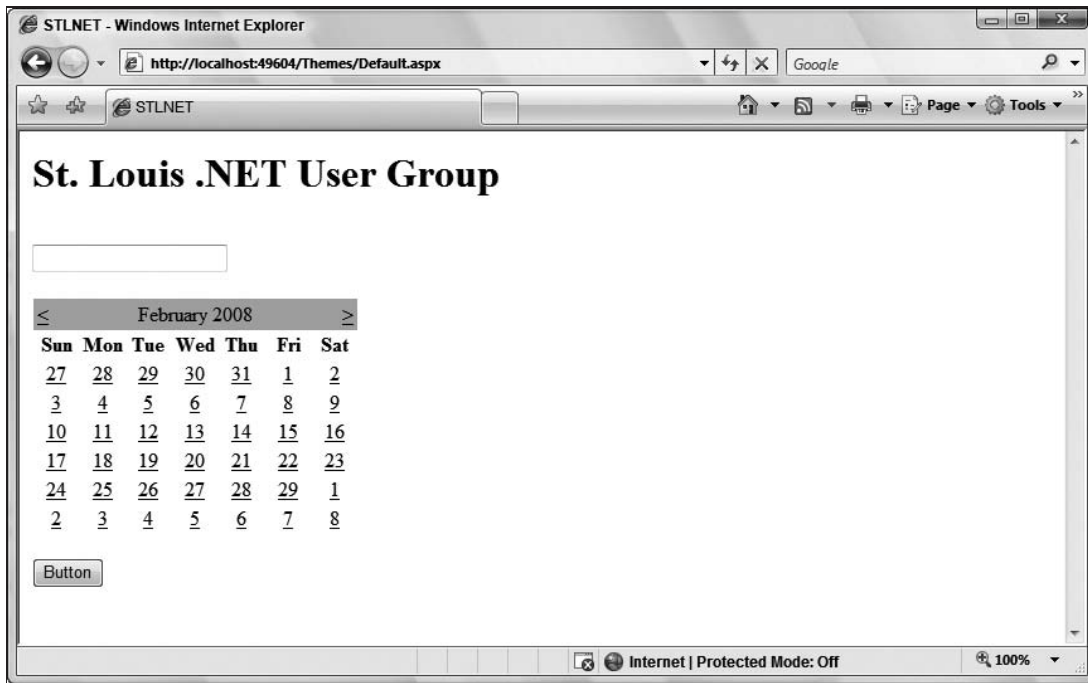 STLNET - Windows Internet Explorer
http://localhost:49604/Themes/Default.aspx
Google
STLNET
Page
Tools
St. Louis .NET User Group
< February 2008 >
Sun Mon Tue Wed Thu Fri Sat
27 28 29 30 31 1 2
3 4 5 6 7 8 9
10 11 12 13 14 15 16
17 18 19 20 21 22 23
24 25 26 27 28 29 1
2 3 4 5 6 7 8
Button
Internet | Protected Mode: Off
100%